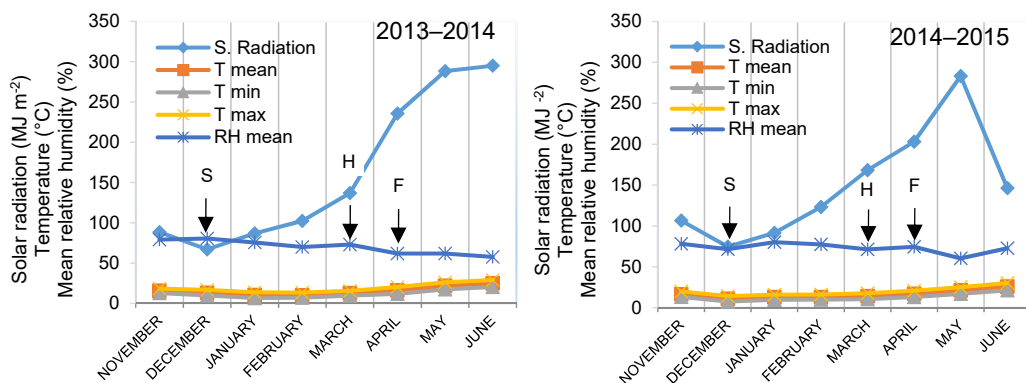 350
300
250
200
150
100
50
0
Solar radiation (MJ m⁻²)
Temperature (°C)
Mean relative humidity (%)
2013–2014
S. Radiation
T mean
T min
T max
RH mean
S
H
F
NOVEMBER
DECEMBER
JANUARY
FEBRUARY
MARCH
APRIL
MAY
JUNE
350
300
250
200
150
100
50
0
Solar radiation (MJ ⁻²)
Temperature (°C)
Mean relative humidity (%)
2014–2015
S. Radiation
T mean
T min
T max
RH mean
S
H
F
NOVEMBER
DECEMBER
JANUARY
FEBRUARY
MARCH
APRIL
MAY
JUNE